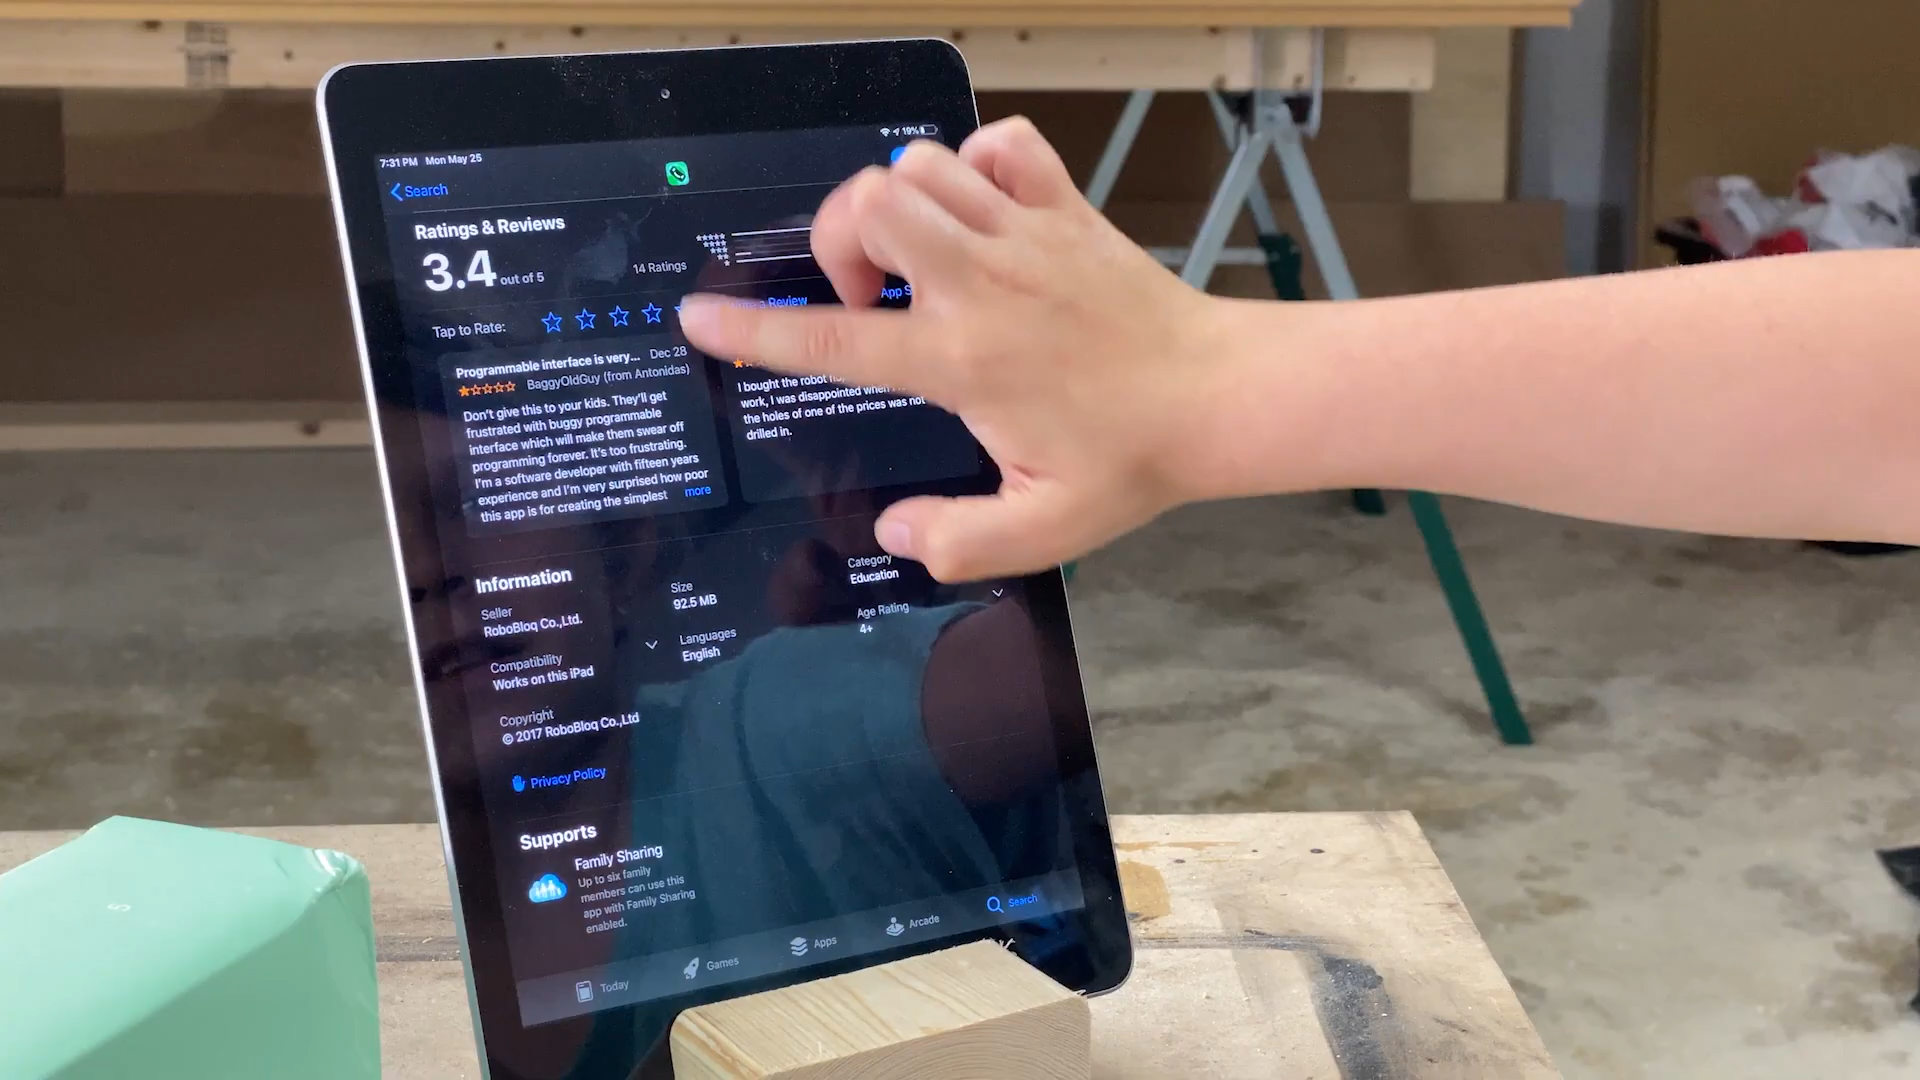 7:31 PM Mon May 25
19%
Search
Ratings & Reviews
3.4 out of 5
14 Ratings
a Review
App S
Tap to Rate:
Programmable interface is very... Dec 28
BaggyOldGuy (from Antonidas)
Don't give this to your kids. They'll get
frustrated with buggy programmable
interface which will make them swear off
programming forever. It's too frustrating.
I'm a software developer with fifteen years
experience and I'm very surprised how poor
this app is for creating the simplest more
I bought the robot
work, I was disappointed when
the holes of one of the prices was not
drilled in.
Information
Seller
RoboBloq Co.,Ltd.
Size
92.5 MB
Category
Education
Compatibility
Works on this iPad
Languages
English
Age Rating
4+
Copyright
© 2017 RoboBloq Co.,Ltd
Privacy Policy
Supports
Family Sharing
Up to six family
members can use this
app with Family Sharing
enabled.
Today Games Apps Arcade Search